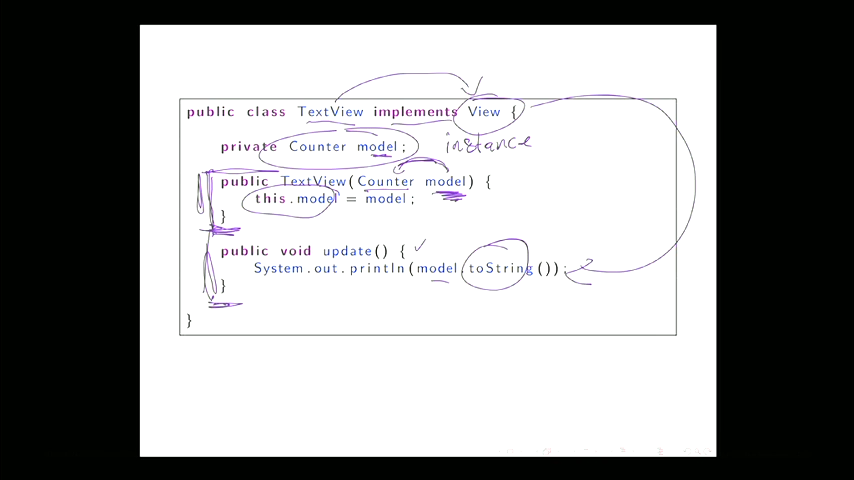 public class TextView implements View {
private Counter model; instance
public TextView(Counter model) {
this.model = model;
}
public void update() {
System.out.println(model.toString());
}
}